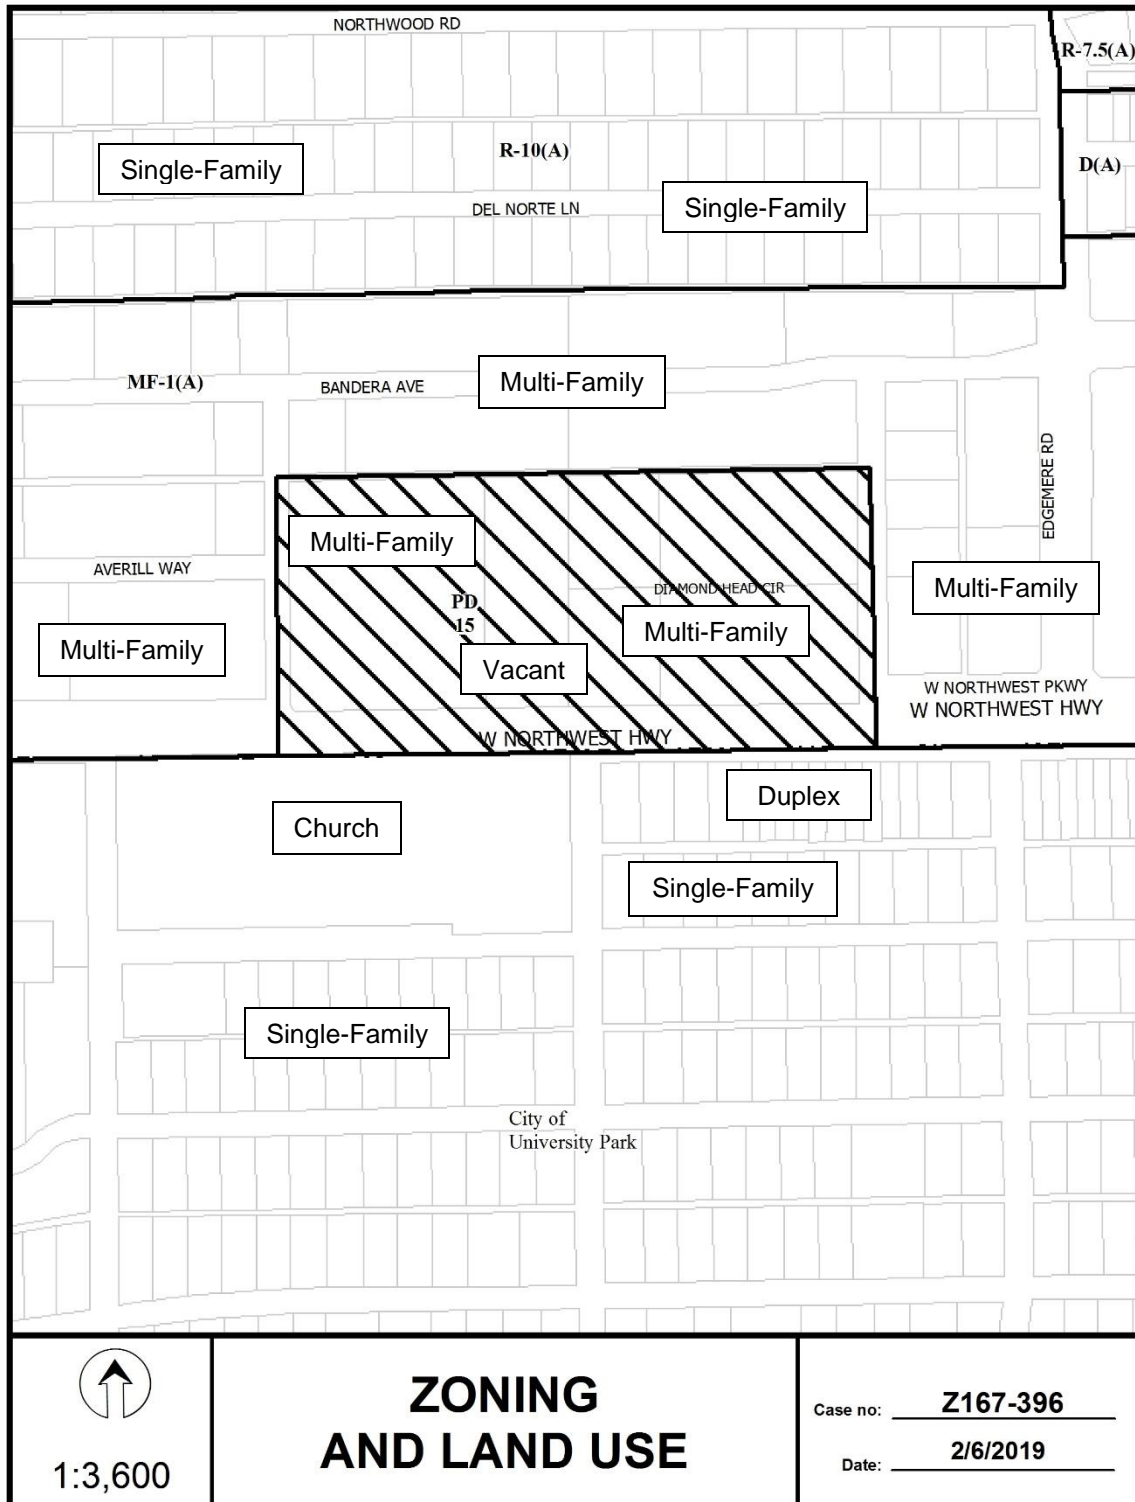 NORTHWOOD RD
R-7.5(A)
Single-Family
R-10(A)
D(A)
DEL NORTE LN
Single-Family
MF-1(A)
BANDERA AVE
Multi-Family
EDGEMERE RD
Multi-Family
AVERILL WAY
DIAMOND HEAD CIR
Multi-Family
PD
15
Multi-Family
Multi-Family
Vacant
W NORTHWEST PKWY
W NORTHWEST HWY
W NORTHWEST HWY
Duplex
Church
Single-Family
Single-Family
City of
University Park
1:3,600
ZONING
AND LAND USE
Case no: Z167-396
Date: 2/6/2019